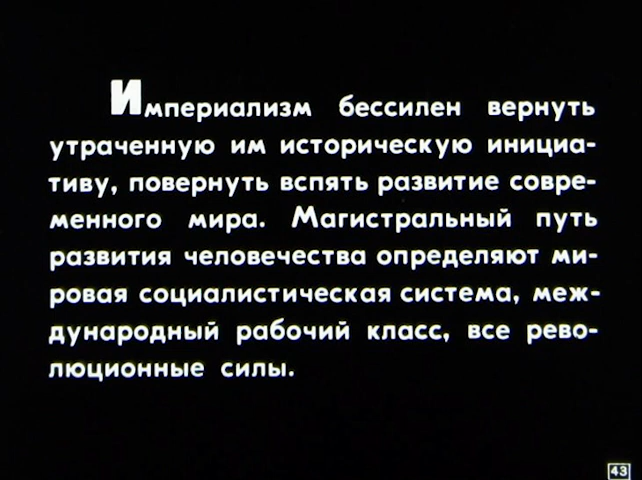 Империализм бессилен вернуть
утраченную им историческую инициа-
тиву, повернуть вспять развитие совре-
менного мира. Магистральный путь
развития человечества определяют ми-
ровая социалистическая система, меж-
дународный рабочий класс, все рево-
люционные силы.
43